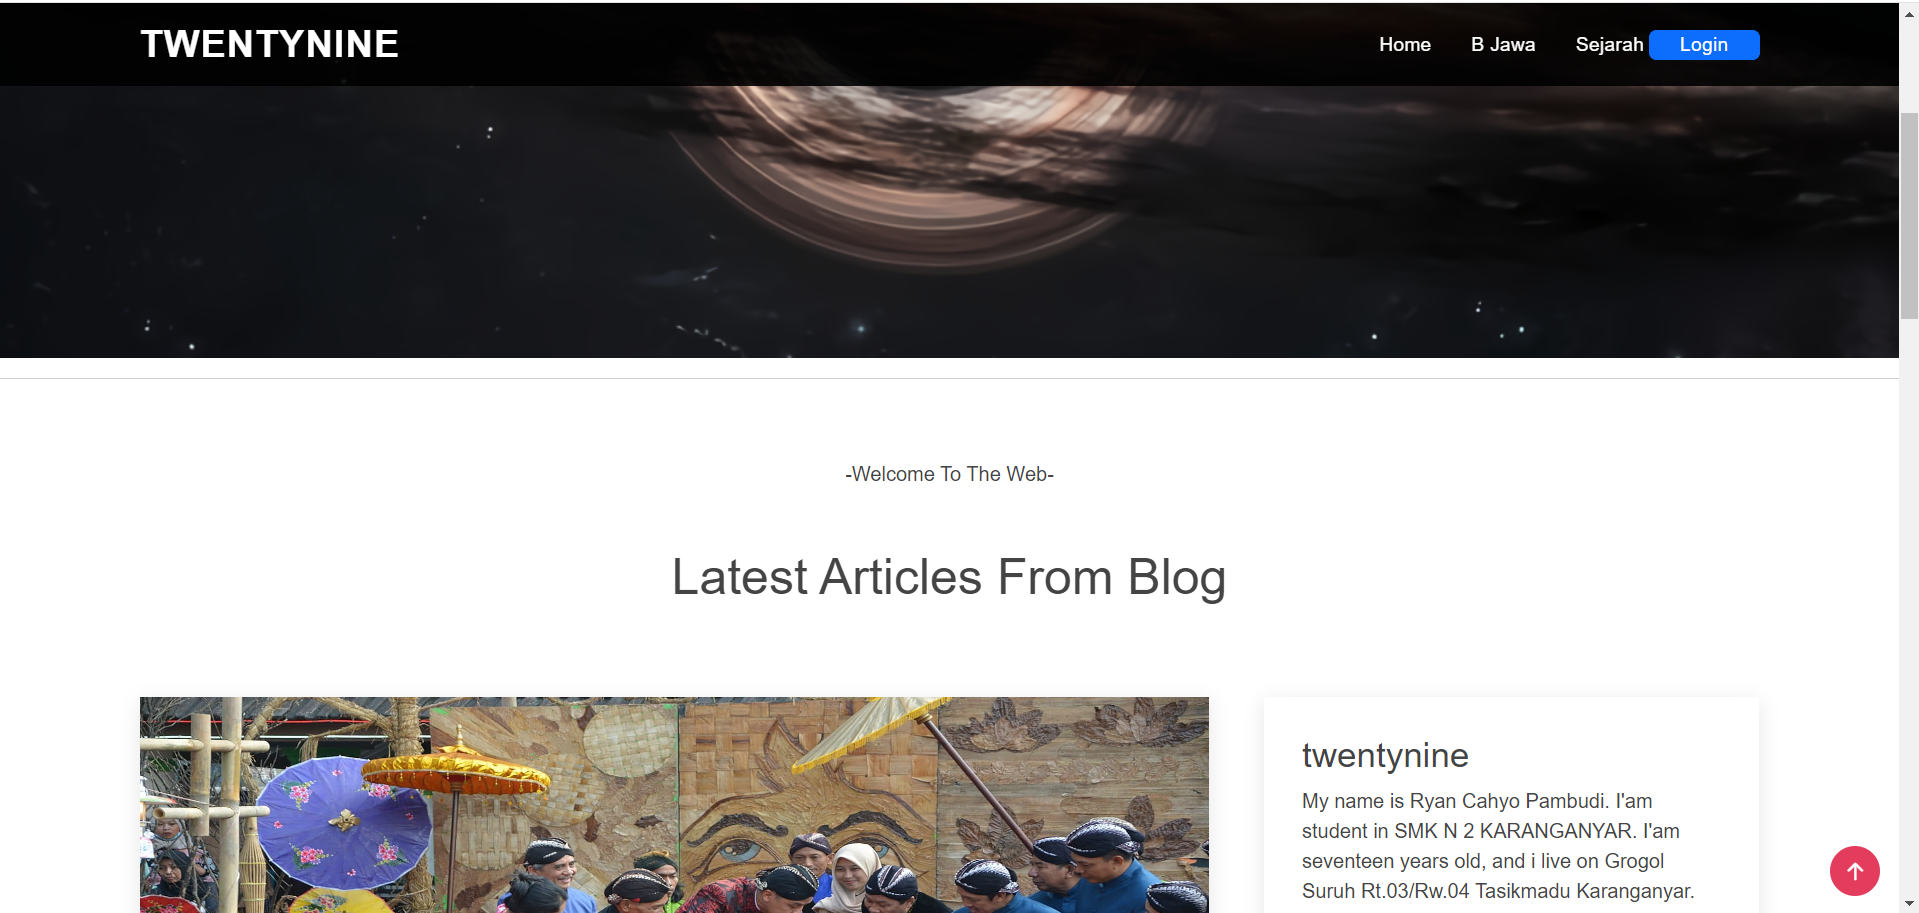 TWENTYNINE
Home B Jawa Sejarah Login
-Welcome To The Web-
Latest Articles From Blog
twentynine
My name is Ryan Cahyo Pambudi. I'am
student in SMK N 2 KARANGANYAR. I'am
seventeen years old, and i live on Grogol
Suruh Rt.03/Rw.04 Tasikmadu Karanganyar.